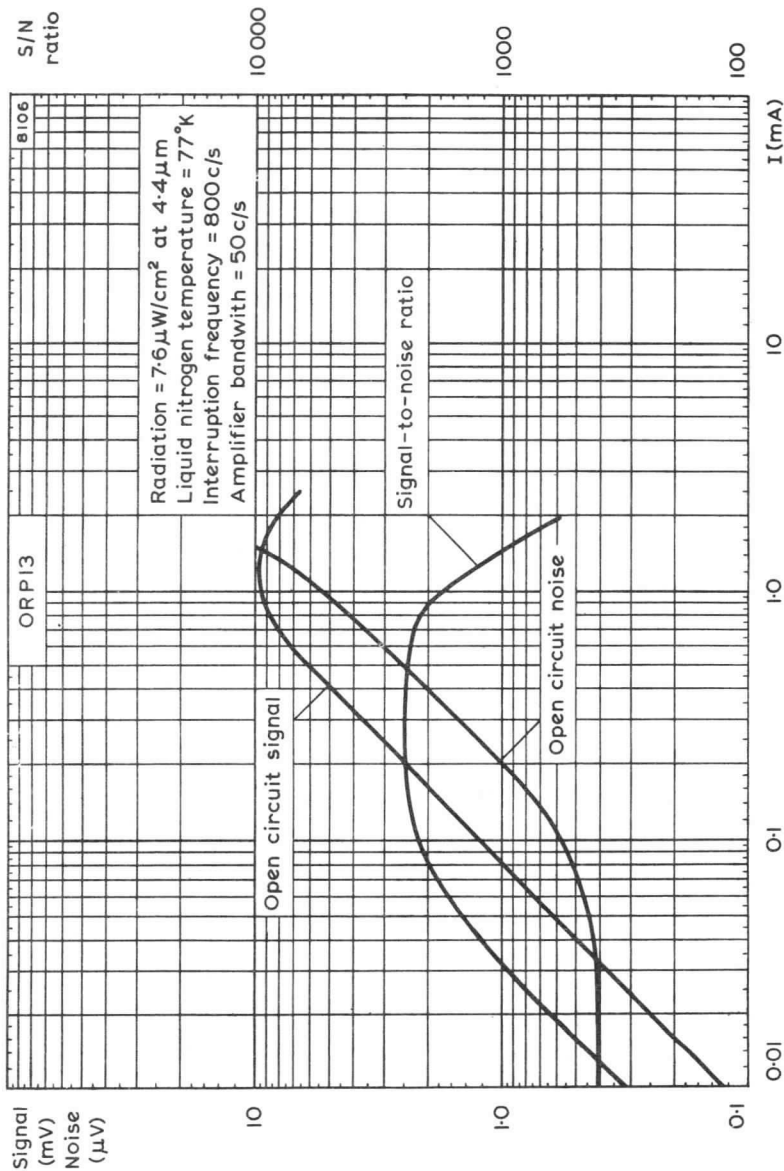 Signal
(mV)
Noise
(μV)
S/N
ratio
ORP13
8106
Radiation = 7·6μW/cm² at 4·4μm
Liquid nitrogen temperature = 77°K
Interruption frequency = 800c/s
Amplifier bandwith = 50c/s
Open circuit signal
Signal-to-noise ratio
Open circuit noise
10
1·0
0·1
10 000
1000
100
0·01
0·1
1·0
10
I(mA)